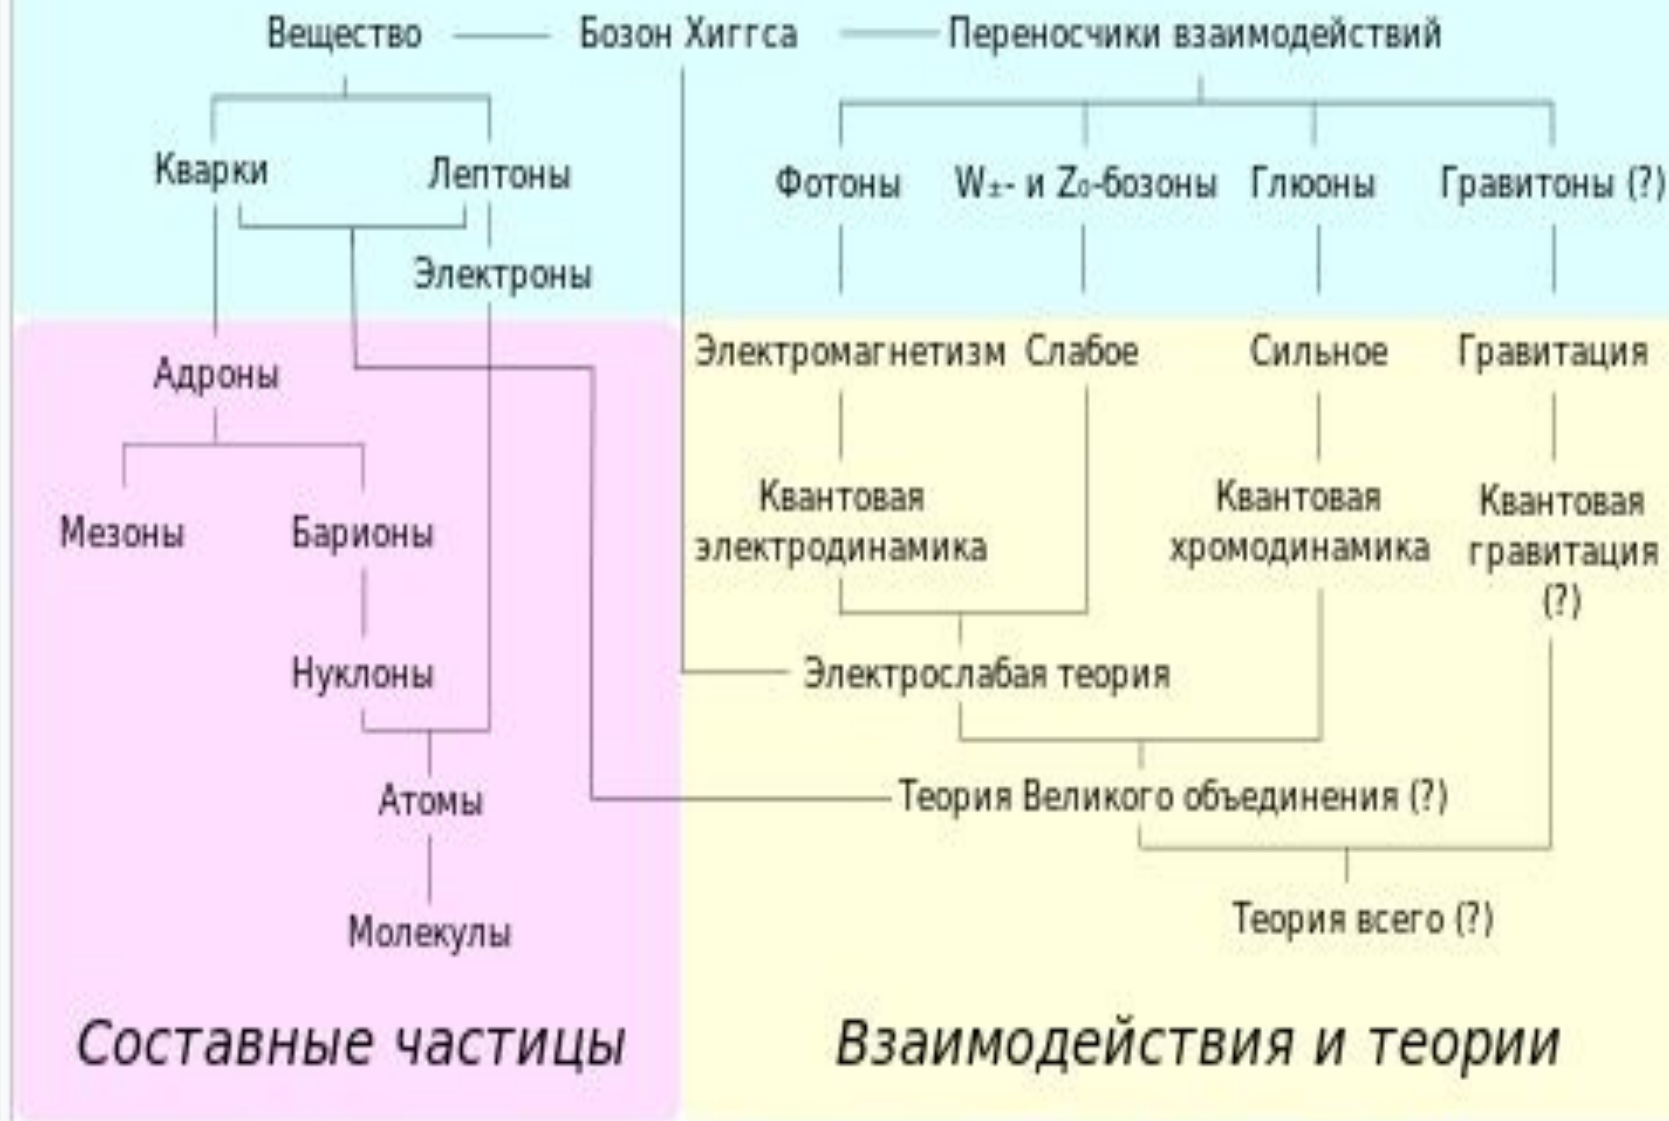 Вещество Бозон Хиггса Переносчики взаимодействий
Кварки Лептоны Фотоны W±- и Z0-бозоны Глюоны Гравитоны (?)
Электроны
Адроны Электромагнетизм Слабое Сильное Гравитация
Мезоны Барионы
Квантовая
электродинамика
Квантовая
хромодинамика
Квантовая
гравитация
(?)
Нуклоны Электрослабая теория
Атомы Теория Великого объединения (?)
Молекулы Теория всего (?)
Составные частицы Взаимодействия и теории